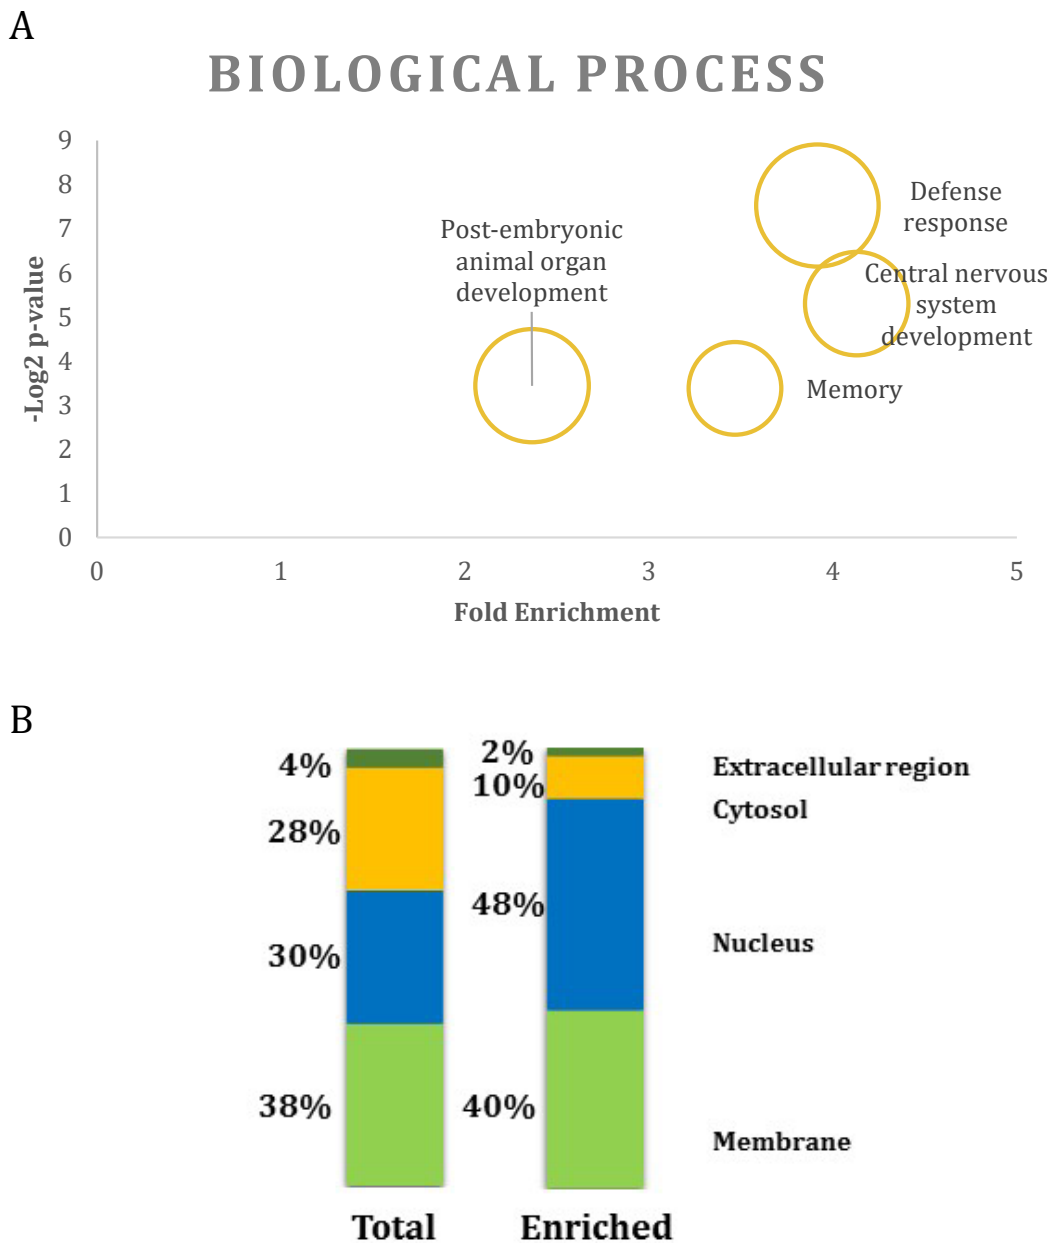 A
BIOLOGICAL PROCESS
9
8
7
6
5
4
3
2
1
0
-Log2 p-value
Post-embryonic
animal organ
development
Defense
response
Central nervous
system
development
Memory
0 1 2 3 4 5
Fold Enrichment
B
4%
28%
30%
38%
2%
10%
48%
40%
Extracellular region
Cytosol
Nucleus
Membrane
Total Enriched